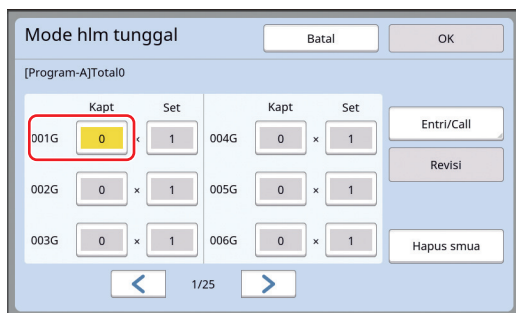 Mode hlm tunggal Batal OK
[Program-A]Total0
Kapt Set Kapt Set
001G 0 × 1 004G 0 × 1 Entri/Call
Revisi
002G 0 × 1 005G 0 × 1
003G 0 × 1 006G 0 × 1 Hapus smua
1/25